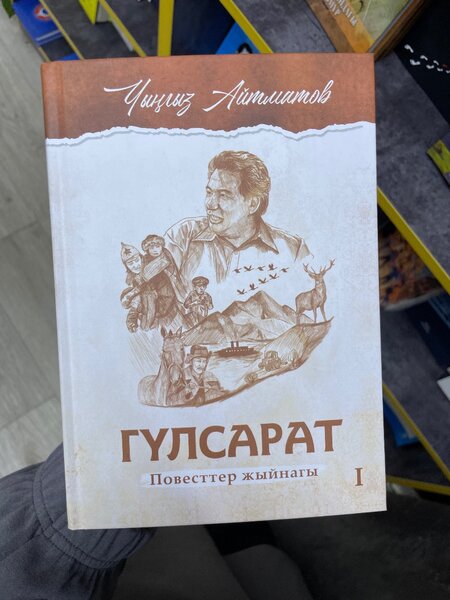 Чыңгыз Айтматов
ГҮЛСАРАТ
Повесттер жыйнагы
I